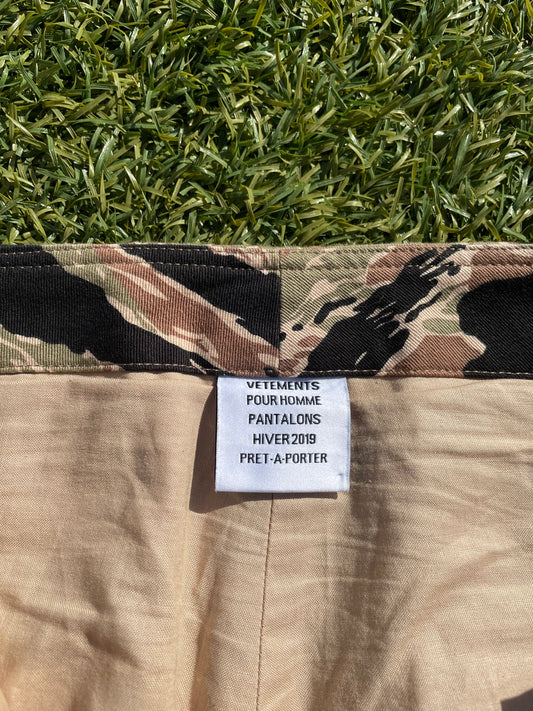 VETEMENTS
POUR HOMME
PANTALONS
HIVER 2019
PRET-A-PORTER